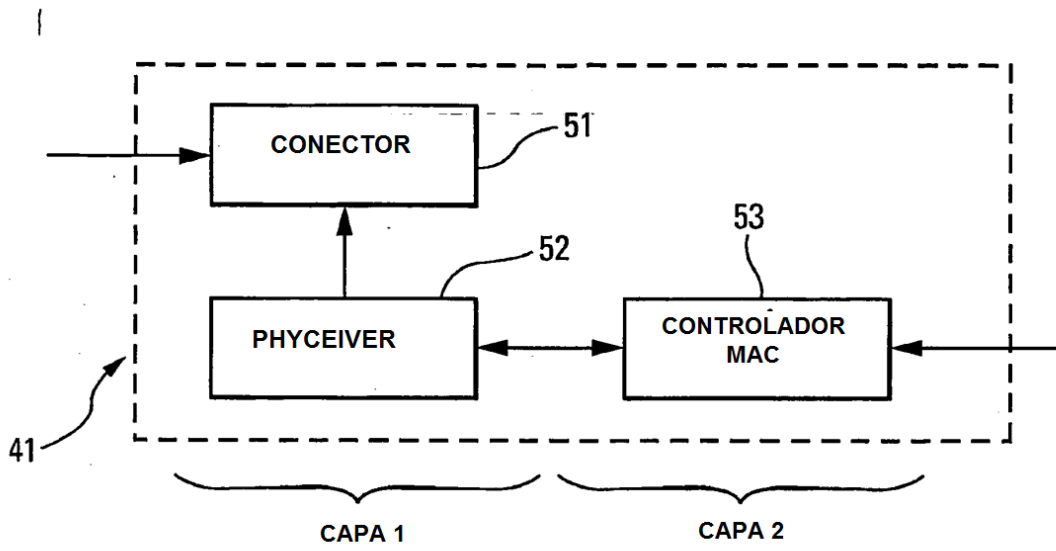 CONECTOR
51
52
PHYCEIVER
53
CONTROLADOR
MAC
41
CAPA 1
CAPA 2